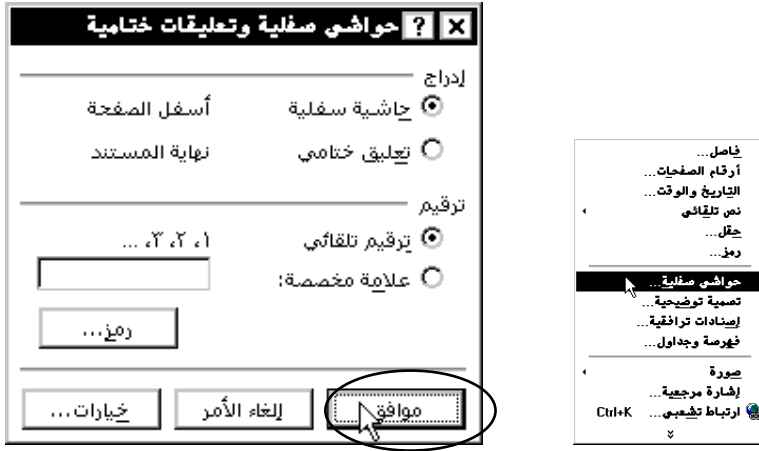 حواشي سفلية وتعليقات ختامية
إدراج
حاشية سفلية أسفل الصفحة
تعليق ختامي نهاية المستند
ترقيم
ترقيم تلقائي ١، ٢، ٣، ...
علامة مخصصة:
رمز...
موافق إلغاء الأمر خيارات...
فاصل...
أرقام الصفحات...
التاريخ والوقت...
نص تلقائي
حقل...
رمز...
حواشي سفلية...
تسمية توضيحية...
إسنادات ترافقية...
فهرصة وجداول...
صورة
إشارة مرجعية...
ارتباط تشعبي... Ctrl+K